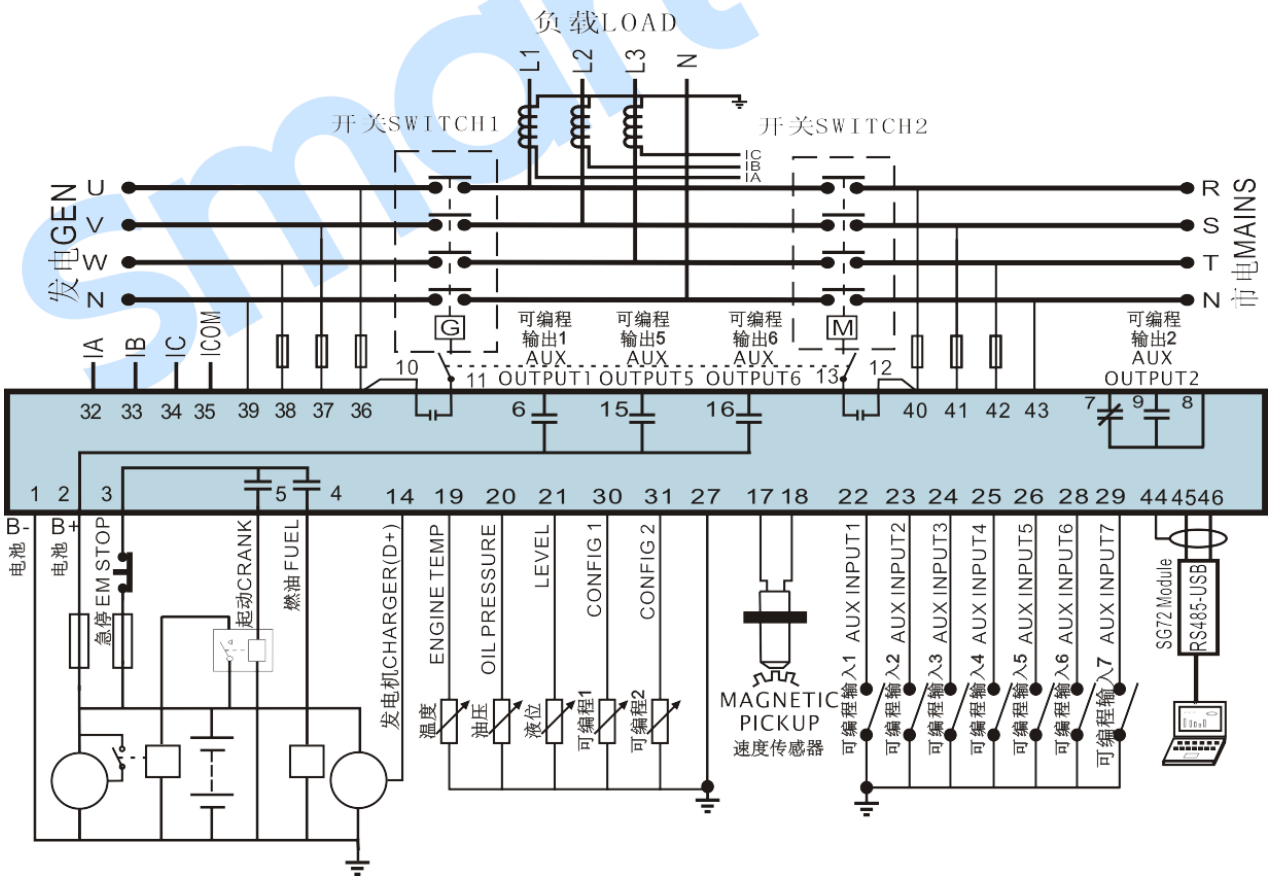 smart
负载LOAD
L1
L2
L3
N
开关SWITCH1
开关SWITCH2
IC
IB
IA
发电GEN
U
V
W
N
R
S
T
N
市电MAINS
G
M
IA
IB
IC
ICOM
可编程
输出1
AUX
OUTPUT1
可编程
输出5
AUX
OUTPUT5
可编程
输出6
AUX
OUTPUT6
可编程
输出2
AUX
OUTPUT2
10
11
13
12
32
33
34
35
39
38
37
36
6
15
16
40
41
42
43
7
9
8
1
2
3
5
4
14
19
20
21
30
31
27
17
18
22
23
24
25
26
28
29
44
45
46
B-
电池
B+
电池
急停EM STOP
起动CRANK
燃油FUEL
发电机CHARGER(D+)
ENGINE TEMP
温度
OIL PRESSURE
油压
LEVEL
液位
CONFIG 1
可编程1
CONFIG 2
可编程2
MAGNETIC
PICKUP
速度传感器
可编程输入1 AUX INPUT1
可编程输入2 AUX INPUT2
可编程输入3 AUX INPUT3
可编程输入4 AUX INPUT4
可编程输入5 AUX INPUT5
可编程输入6 AUX INPUT6
可编程输入7 AUX INPUT7
SG72 Module
RS485-USB